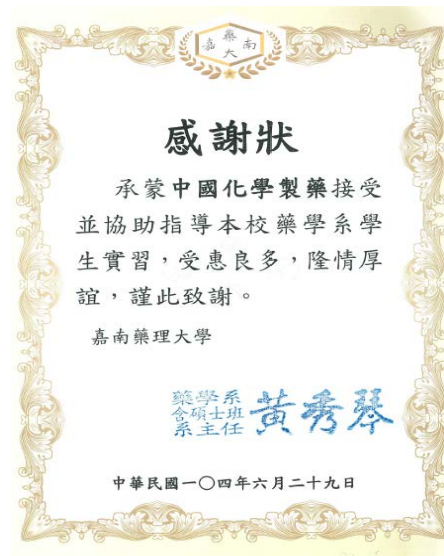 嘉藥南
大
感謝狀
承蒙中國化學製藥接受
並協助指導本校藥學系學
生實習，受惠良多，隆情厚
誼，謹此致謝。
嘉南藥理大學
藥學系
含碩士班
系主任
黃秀琴
中華民國一〇四年六月二十九日